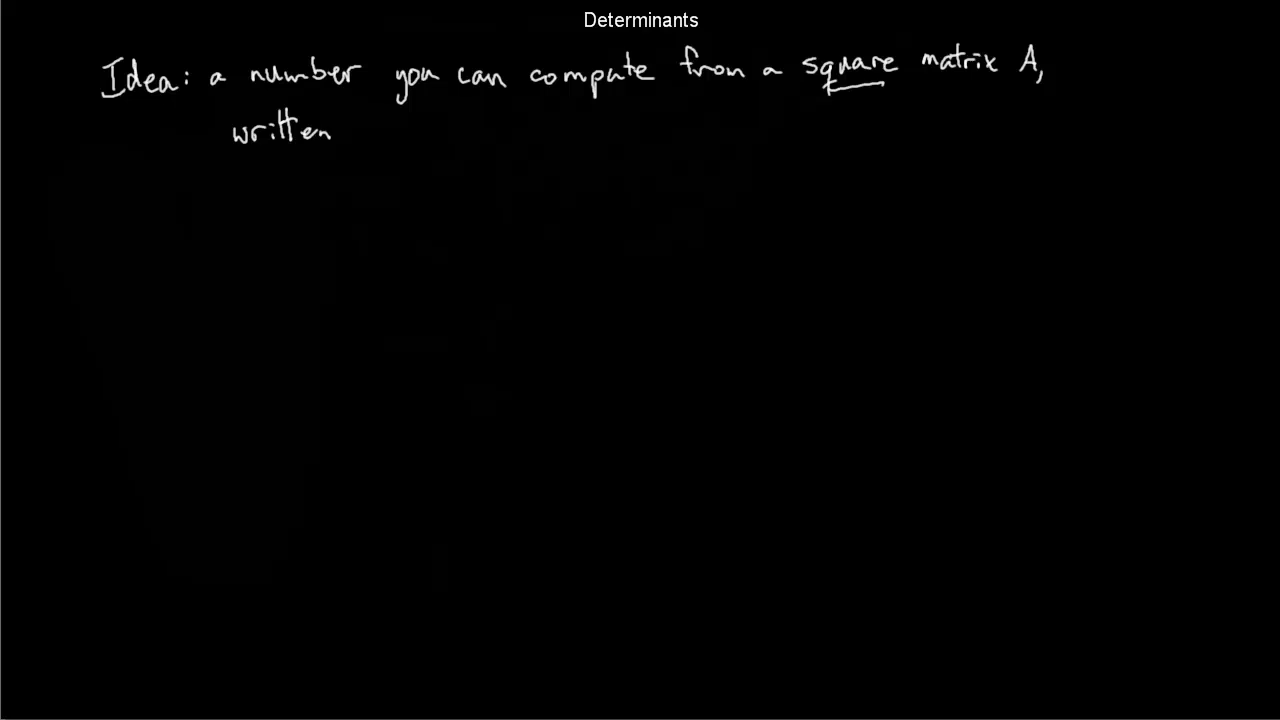 Determinants
Idea: a number you can compute from a square matrix A,
written